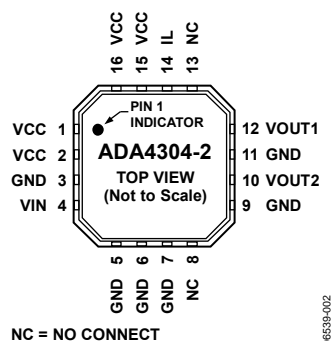 16 VCC
15 VCC
14 IL
13 NC
PIN 1
INDICATOR
VCC 1
VCC 2
GND 3
VIN 4
ADA4304-2
TOP VIEW
(Not to Scale)
12 VOUT1
11 GND
10 VOUT2
9 GND
GND 5
GND 6
GND 7
NC 8
NC = NO CONNECT
06539-002